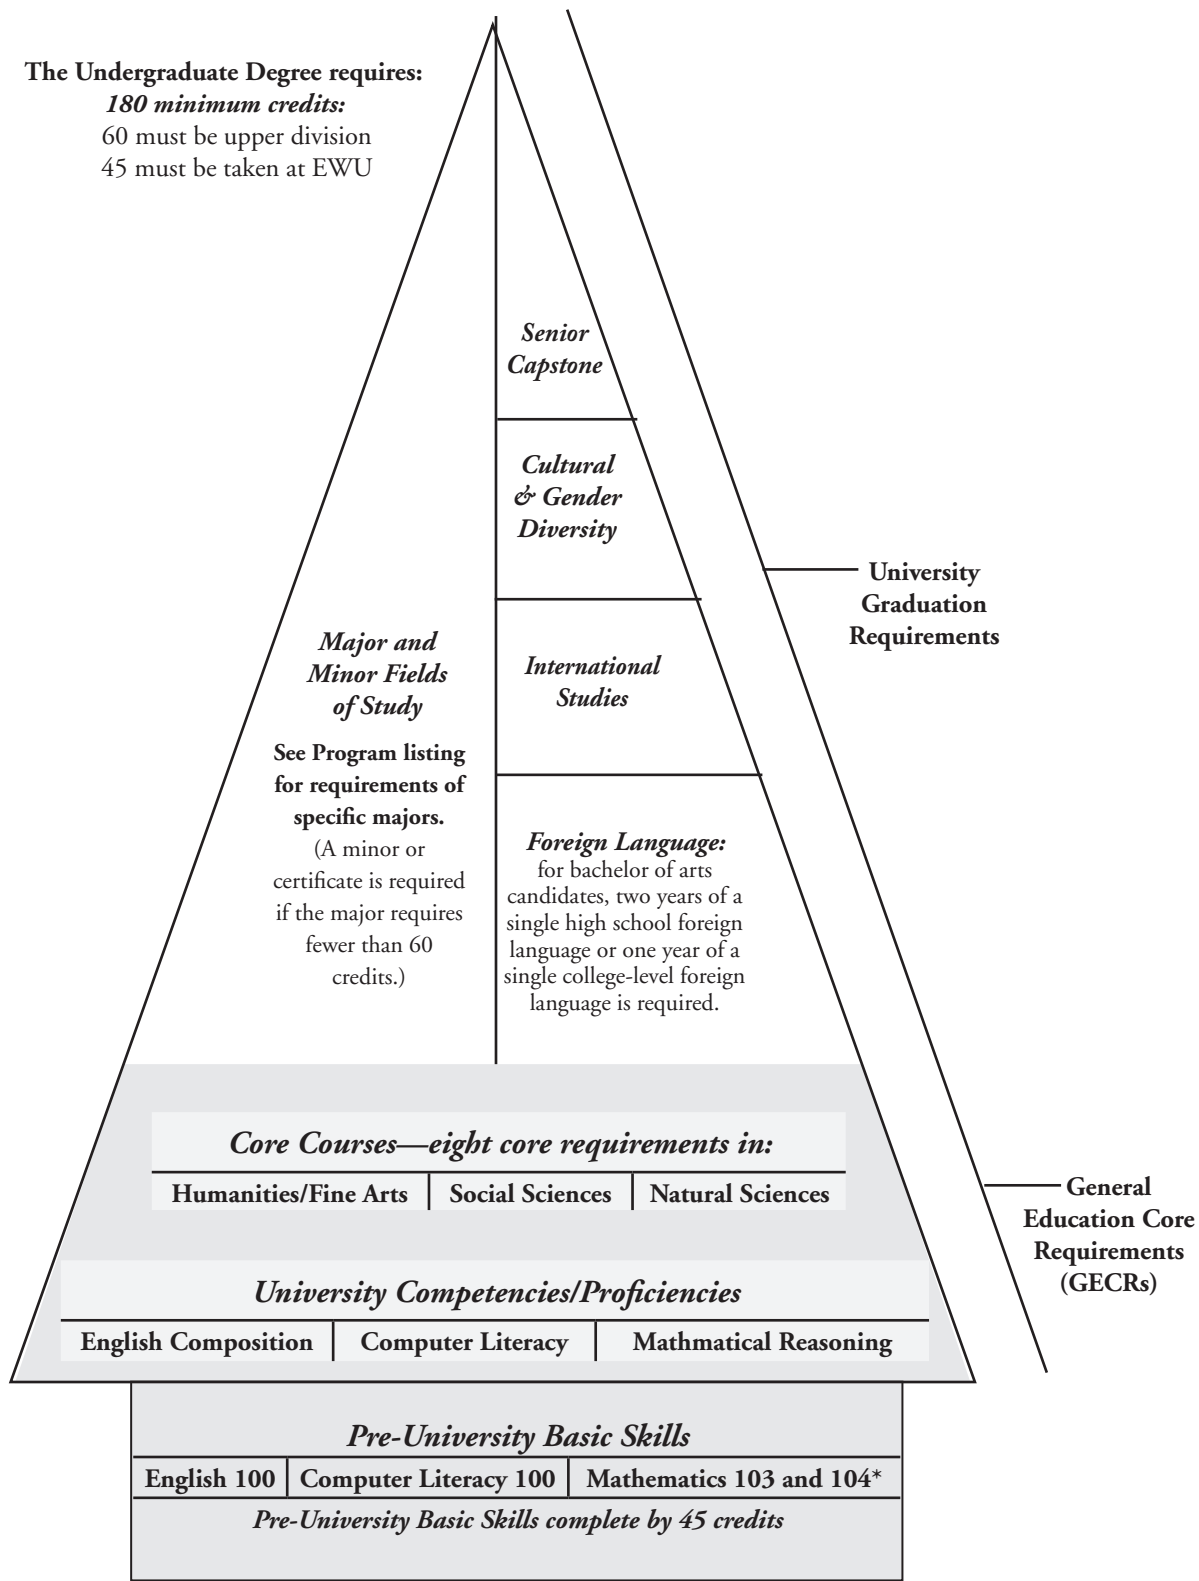 The Undergraduate Degree requires:
180 minimum credits:
60 must be upper division
45 must be taken at EWU
Senior
Capstone
Cultural
& Gender
Diversity
University
Graduation
Requirements
International
Studies
Major and
Minor Fields
of Study
See Program listing
for requirements of
specific majors.
(A minor or
certificate is required
if the major requires
fewer than 60
credits.)
Foreign Language:
for bachelor of arts
candidates, two years of a
single high school foreign
language or one year of a
single college-level foreign
language is required.
Core Courses—eight core requirements in:
Humanities/Fine Arts Social Sciences Natural Sciences
General
Education Core
Requirements
(GECRs)
University Competencies/Proficiencies
English Composition Computer Literacy Mathmatical Reasoning
Pre-University Basic Skills
English 100 Computer Literacy 100 Mathematics 103 and 104*
Pre-University Basic Skills complete by 45 credits